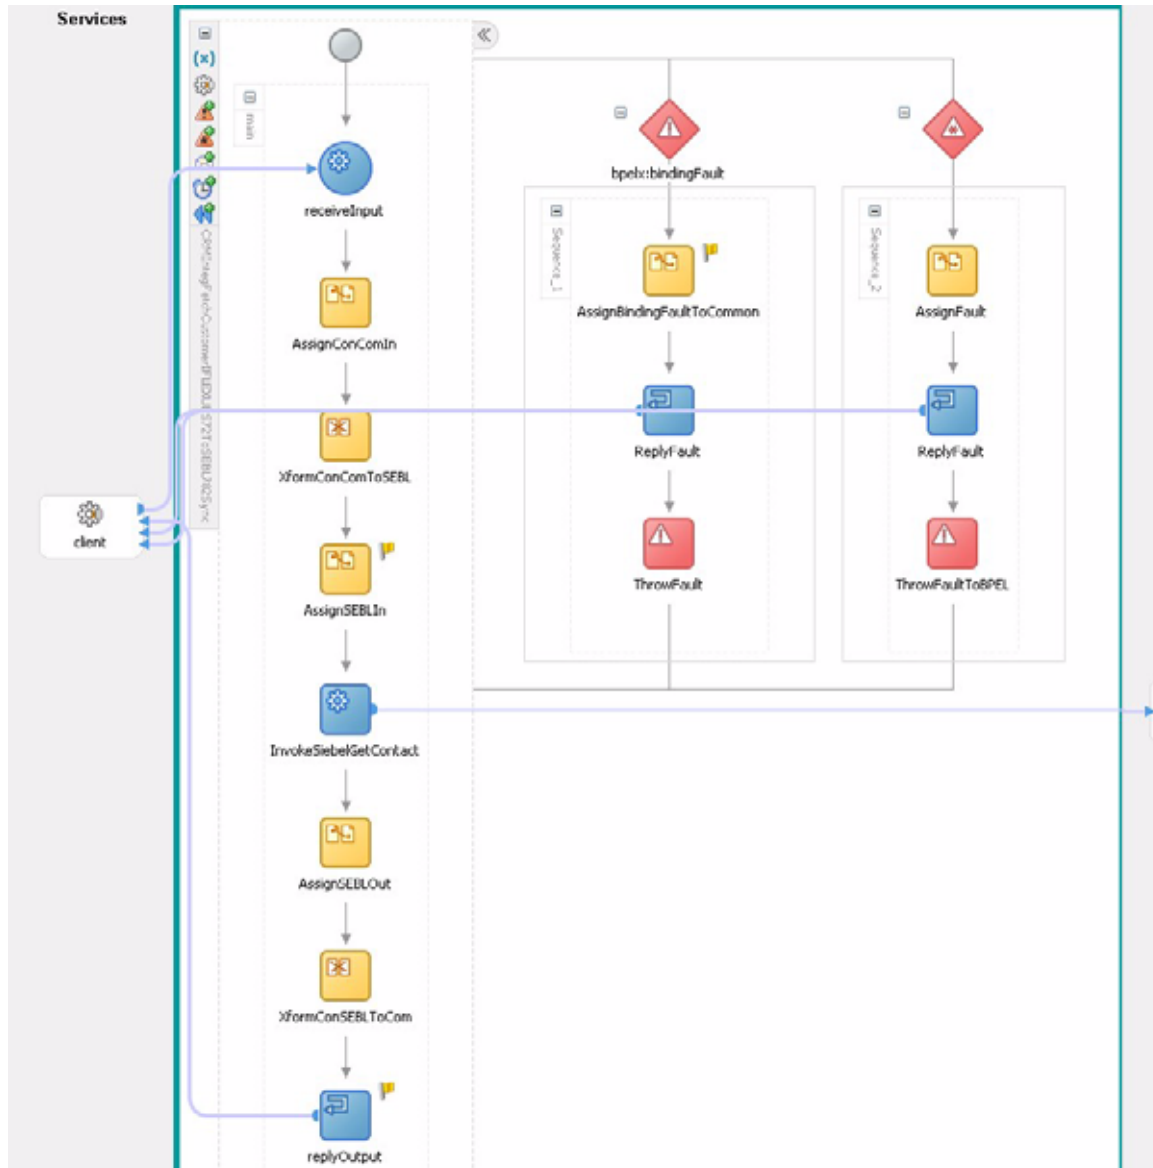 Services
(x)
main
receiveInput
AssignConComIn
XformConComToSEBL
AssignSEBLIn
InvokeSiebelGetContact
AssignSEBLOut
XformConSEBLToCom
replyOutput
client
bpelx:bindingFault
Sequence_1
AssignBindingFaultToCommon
ReplyFault
ThrowFault
Sequence_2
AssignFault
ReplyFault
ThrowFaultToBPEL